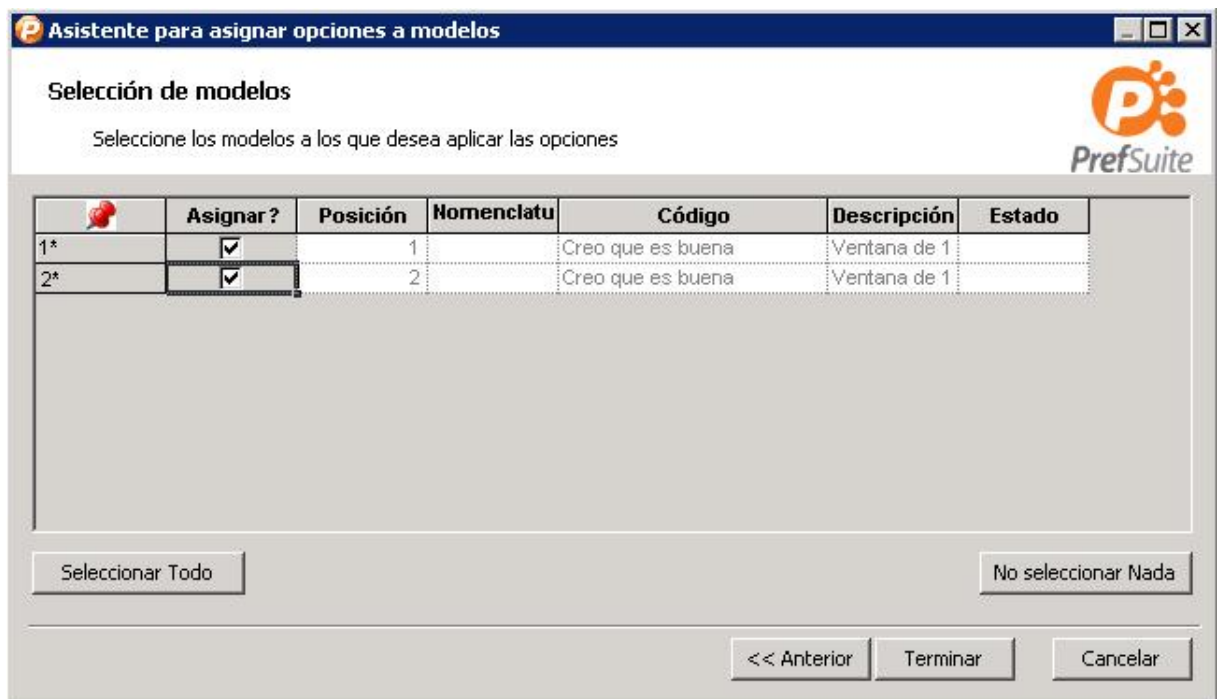 Asistente para asignar opciones a modelos
Selección de modelos
Seleccione los modelos a los que desea aplicar las opciones
PrefSuite
Asignar? Posición Nomenclatu Código Descripción Estado
1* 1 Creo que es buena Ventana de 1
2* 2 Creo que es buena Ventana de 1
Seleccionar Todo No seleccionar Nada
<< Anterior Terminar Cancelar